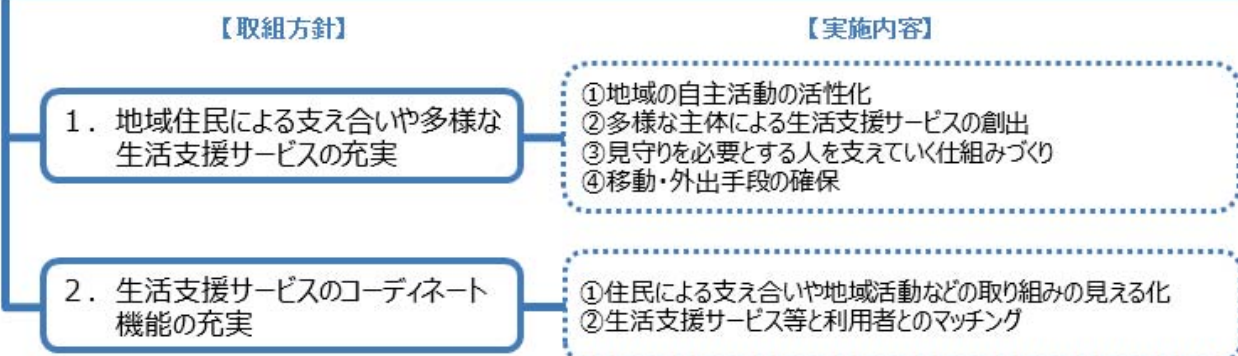 【取組方針】
【実施内容】
1．地域住民による支え合いや多様な
生活支援サービスの充実
①地域の自主活動の活性化
②多様な主体による生活支援サービスの創出
③見守りを必要とする人を支えていく仕組みづくり
④移動・外出手段の確保
2．生活支援サービスのコーディネート
機能の充実
①住民による支え合いや地域活動などの取り組みの見える化
②生活支援サービス等と利用者とのマッチング